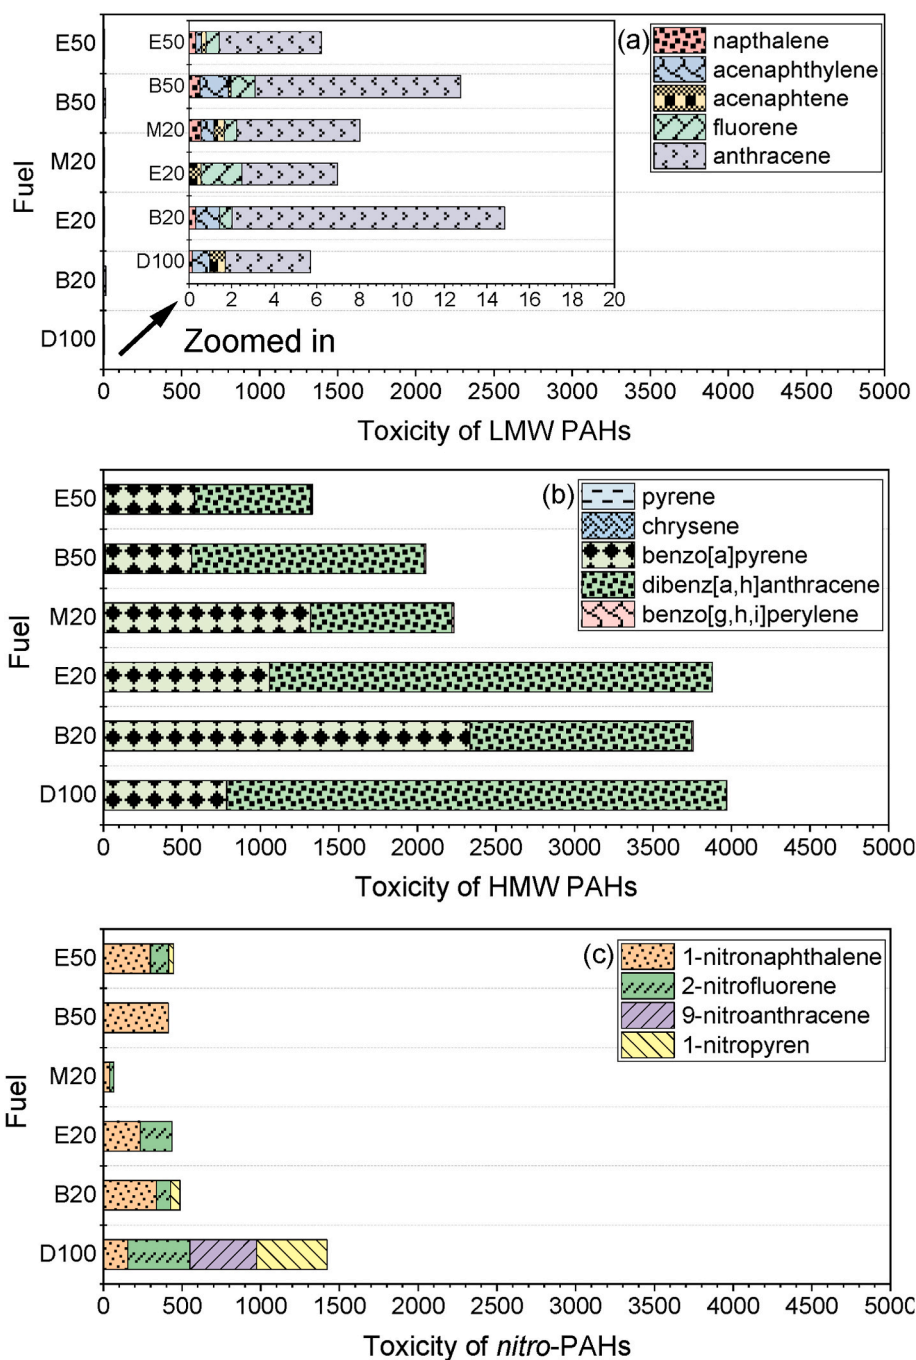 (a)
napthalene
acenaphthylene
acenaphtene
fluorene
anthracene
E50
B50
M20
E20
B20
D100
Fuel
E50
B50
M20
E20
B20
D100
0 2 4 6 8 10 12 14 16 18 20
Zoomed in
0 500 1000 1500 2000 2500 3000 3500 4000 4500 5000
Toxicity of LMW PAHs
(b)
pyrene
chrysene
benzo[a]pyrene
dibenz[a,h]anthracene
benzo[g,h,i]perylene
E50
B50
M20
E20
B20
D100
Fuel
0 500 1000 1500 2000 2500 3000 3500 4000 4500 5000
Toxicity of HMW PAHs
(c)
1-nitronaphthalene
2-nitrofluorene
9-nitroanthracene
1-nitropyren
E50
B50
M20
E20
B20
D100
Fuel
0 500 1000 1500 2000 2500 3000 3500 4000 4500 5000
Toxicity of nitro-PAHs